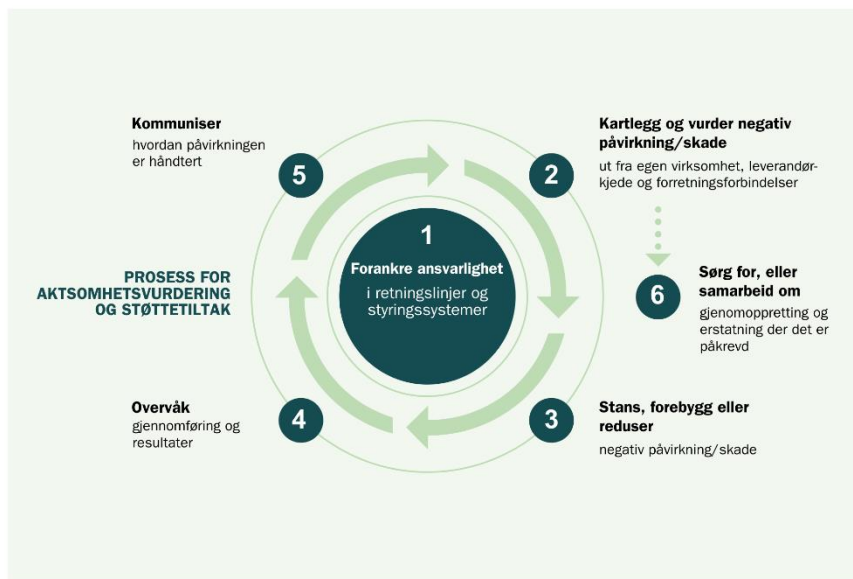 PROSESS FOR
AKTSOMHETSVURDERING
OG STØTTETILTAK
1
Forankre ansvarlighet
i retningslinjer og
styringssystemer
2
Kartlegg og vurder negativ
påvirkning/skade
ut fra egen virksomhet, leverandør-
kjede og forretningsforbindelser
3
Stans, forebygg eller
reduser
negativ påvirkning/skade
4
Overvåk
gjennomføring og
resultater
5
Kommuniser
hvordan påvirkningen
er håndtert
6
Sørg for, eller
samarbeid om
gjenomoppretting og
erstatning der det er
påkrevd